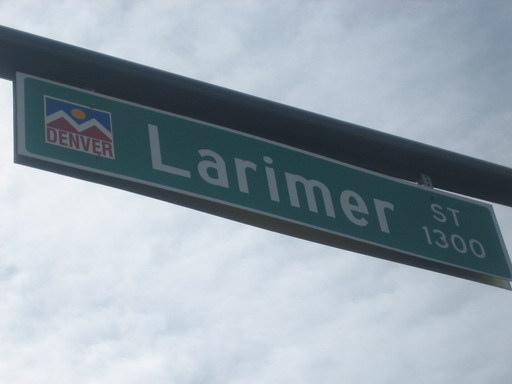 DENVER
Larimer
ST
1300